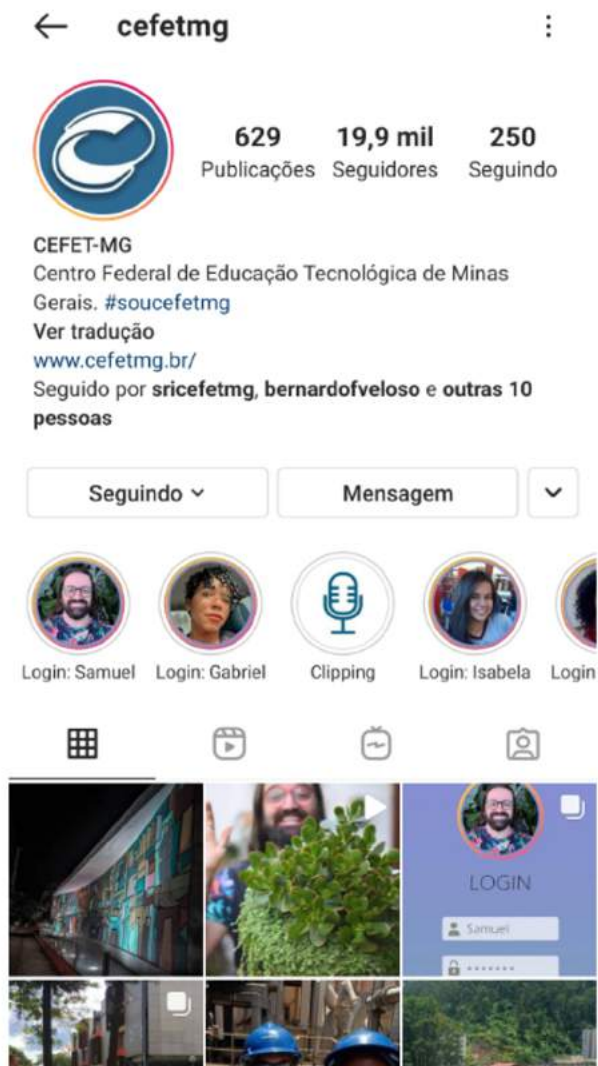 cefetmg
629 19,9 mil 250
Publicações Seguidores Seguindo
CEFET-MG
Centro Federal de Educação Tecnológica de Minas
Gerais. #soucefetmg
Ver tradução
www.cefetmg.br/
Seguido por sricefetmg, bernardofveloso e outras 10
pessoas
Seguindo Mensagem
Login: Samuel Login: Gabriel Clipping Login: Isabela Login
LOGIN
Samuel